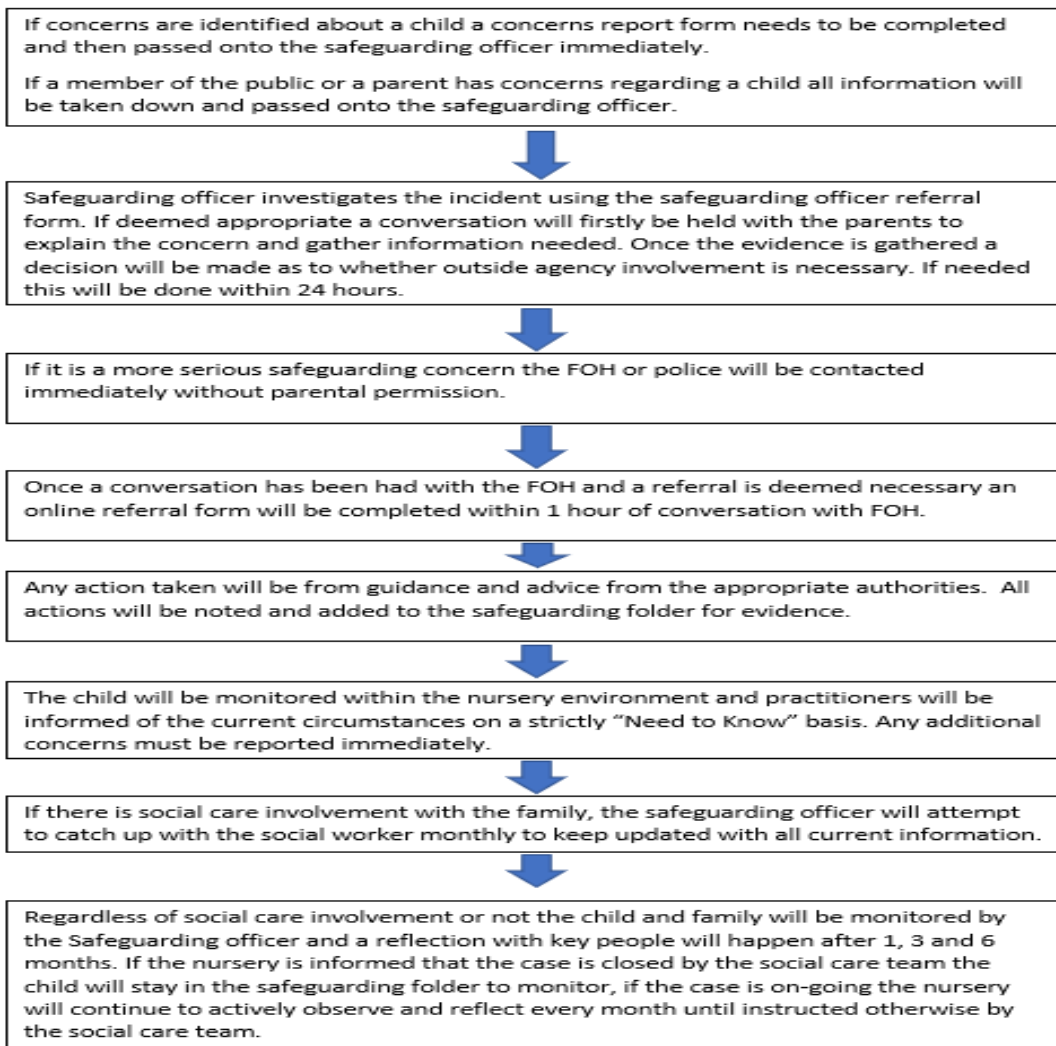 If concerns are identified about a child a concerns report form needs to be completed
and then passed onto the safeguarding officer immediately.
If a member of the public or a parent has concerns regarding a child all information will
be taken down and passed onto the safeguarding officer.
Safeguarding officer investigates the incident using the safeguarding officer referral
form. If deemed appropriate a conversation will firstly be held with the parents to
explain the concern and gather information needed. Once the evidence is gathered a
decision will be made as to whether outside agency involvement is necessary. If needed
this will be done within 24 hours.
If it is a more serious safeguarding concern the FOH or police will be contacted
immediately without parental permission.
Once a conversation has been had with the FOH and a referral is deemed necessary an
online referral form will be completed within 1 hour of conversation with FOH.
Any action taken will be from guidance and advice from the appropriate authorities.  All
actions will be noted and added to the safeguarding folder for evidence.
The child will be monitored within the nursery environment and practitioners will be
informed of the current circumstances on a strictly “Need to Know” basis. Any additional
concerns must be reported immediately.
If there is social care involvement with the family, the safeguarding officer will attempt
to catch up with the social worker monthly to keep updated with all current information.
Regardless of social care involvement or not the child and family will be monitored by
the Safeguarding officer and a reflection with key people will happen after 1, 3 and 6
months. If the nursery is informed that the case is closed by the social care team the
child will stay in the safeguarding folder to monitor, if the case is on-going the nursery
will continue to actively observe and reflect every month until instructed otherwise by
the social care team.